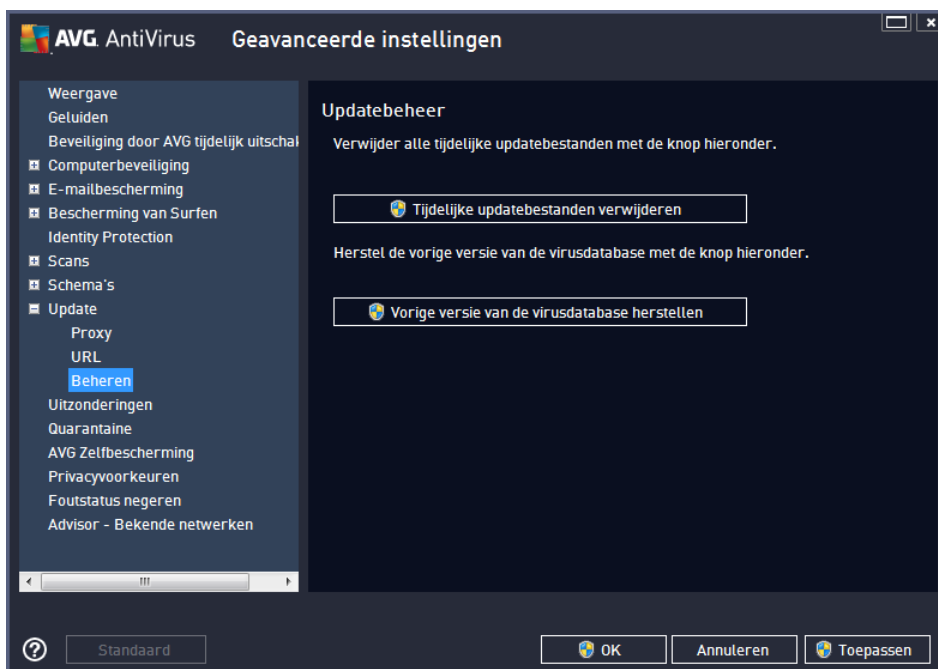 AVG. AntiVirus Geavanceerde instellingen
Weergave
Geluiden
Beveiliging door AVG tijdelijk uitschal
Computerbeveiliging
E-mailbescherming
Bescherming van Surfen
Identity Protection
Scans
Schema's
Update
Proxy
URL
Beheren
Uitzonderingen
Quarantaine
AVG Zelfbescherming
Privacyvoorkeuren
Foutstatus negeren
Advisor - Bekende netwerken
Updatebeheer
Verwijder alle tijdelijke updatebestanden met de knop hieronder.
Tijdelijke updatebestanden verwijderen
Herstel de vorige versie van de virusdatabase met de knop hieronder.
Vorige versie van de virusdatabase herstellen
Standaard
OK
Annuleren
Toepassen